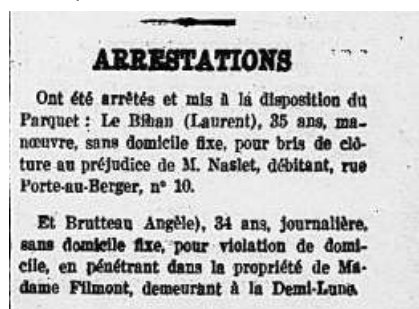 ARRESTATIONS
Ont été arrêtés et mis à la disposition du
Parquet : Le Bihan (Laurent), 35 ans, ma-
nœuvre, sans domicile fixe, pour bris de clô-
ture au préjudice de M. Naslet, débitant, rue
Porte-au-Berger, n° 10.
Et Brutteau Angèle), 34 ans, journalière,
sans domicile fixe, pour violation de domi-
cile, en pénétrant dans la propriété de Ma-
dame Filmont, demeurant à la Demi-Lune.